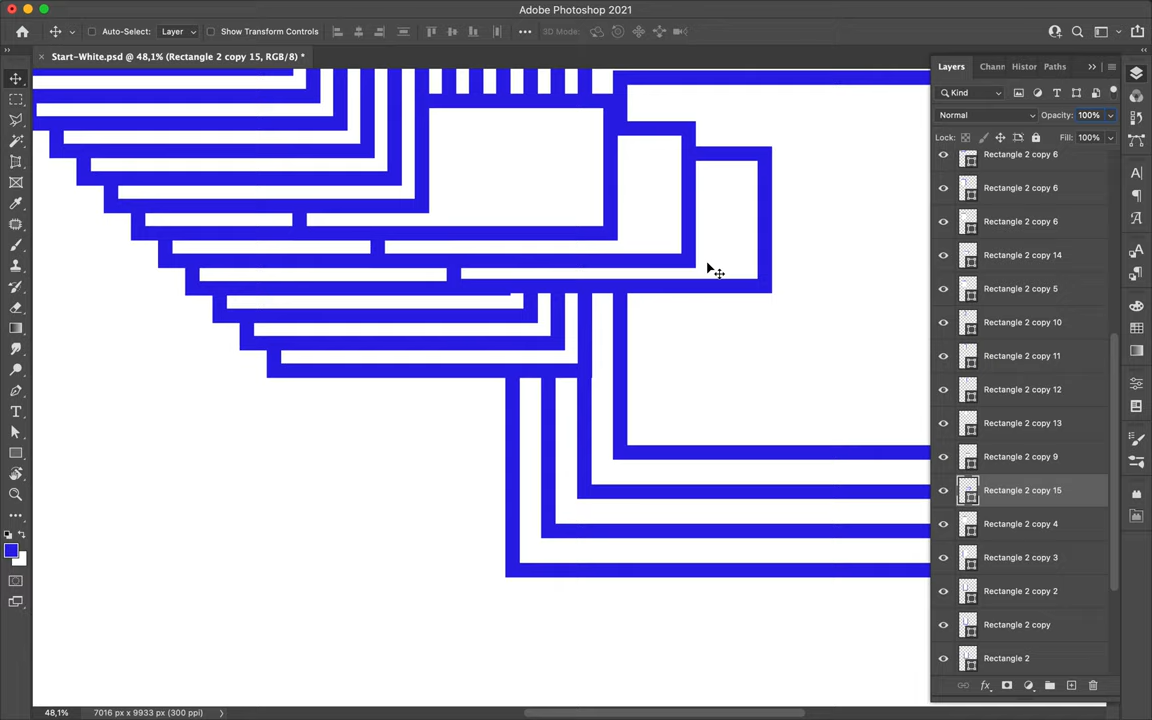 Adobe Photoshop 2021
Auto-Select: Layer Show Transform Controls 3D Mode:
Start-White.psd @ 48,1% (Rectangle 2 copy 15, RGB/8) *
Layers Chann Histor Paths
Kind
Normal Opacity: 100%
Lock: Fill: 100%
Rectangle 2 copy 6
Rectangle 2 copy 6
Rectangle 2 copy 6
Rectangle 2 copy 14
Rectangle 2 copy 5
Rectangle 2 copy 10
Rectangle 2 copy 11
Rectangle 2 copy 12
Rectangle 2 copy 13
Rectangle 2 copy 9
Rectangle 2 copy 15
Rectangle 2 copy 4
Rectangle 2 copy 3
Rectangle 2 copy 2
Rectangle 2 copy
Rectangle 2
48,1% 7016 px x 9933 px (300 ppi)